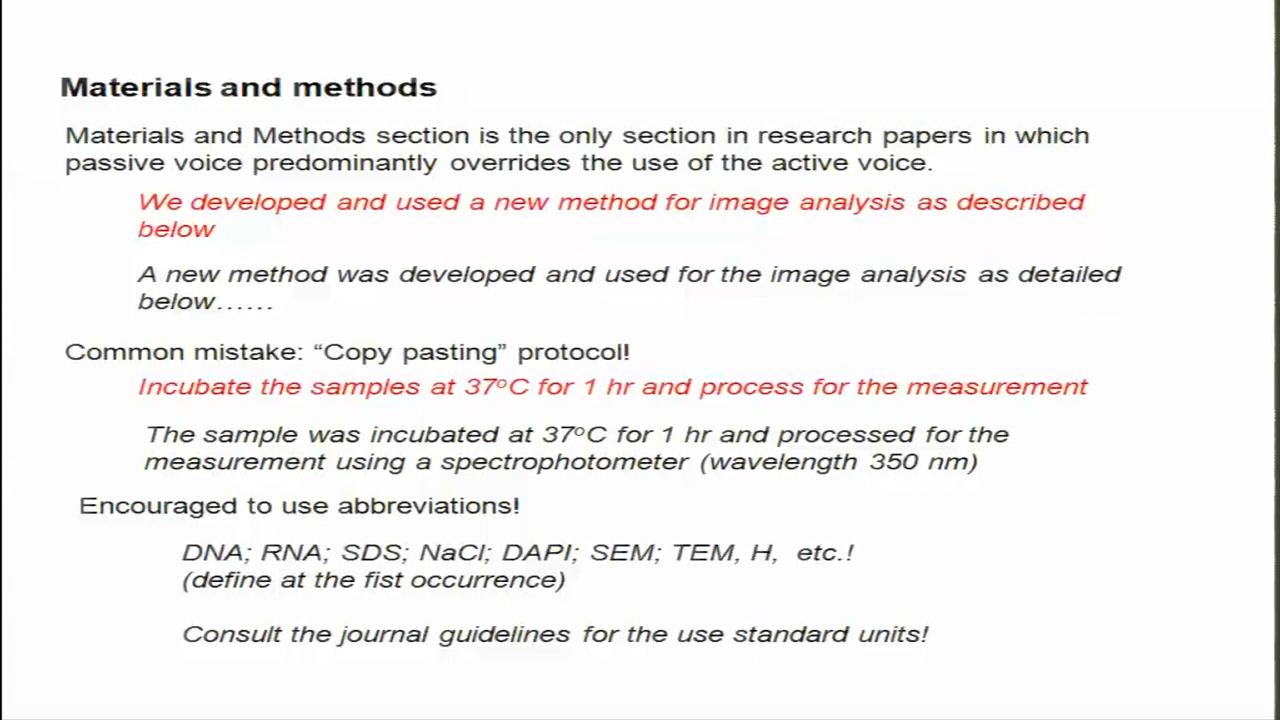 Materials and methods
Materials and Methods section is the only section in research papers in which
passive voice predominantly overrides the use of the active voice.
We developed and used a new method for image analysis as described
below
A new method was developed and used for the image analysis as detailed
below……
Common mistake: “Copy pasting” protocol!
Incubate the samples at 37ºC for 1 hr and process for the measurement
The sample was incubated at 37ºC for 1 hr and processed for the
measurement using a spectrophotometer (wavelength 350 nm)
Encouraged to use abbreviations!
DNA; RNA; SDS; NaCl; DAPI; SEM; TEM, H, etc.!
(define at the fist occurrence)
Consult the journal guidelines for the use standard units!